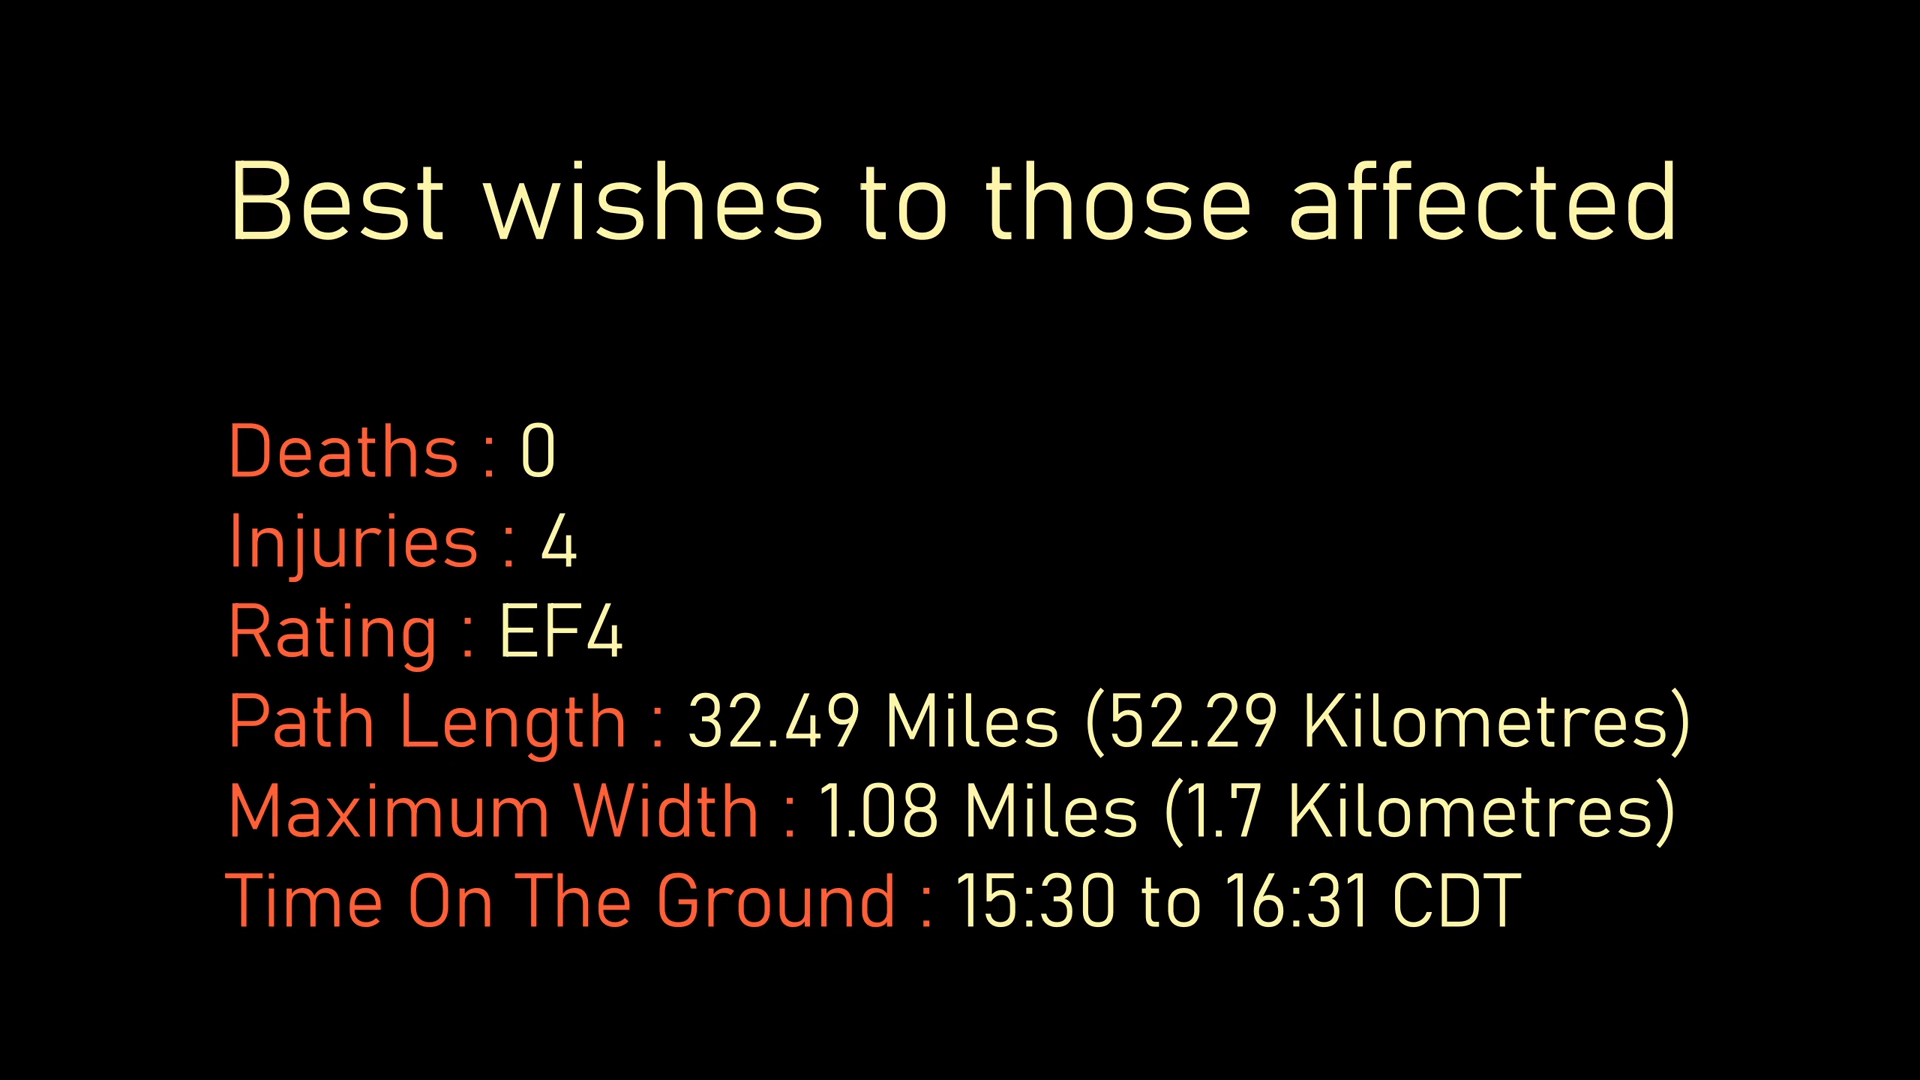 Best wishes to those affected
Deaths : 0
Injuries : 4
Rating : EF4
Path Length : 32.49 Miles (52.29 Kilometres)
Maximum Width : 1.08 Miles (1.7 Kilometres)
Time On The Ground : 15:30 to 16:31 CDT